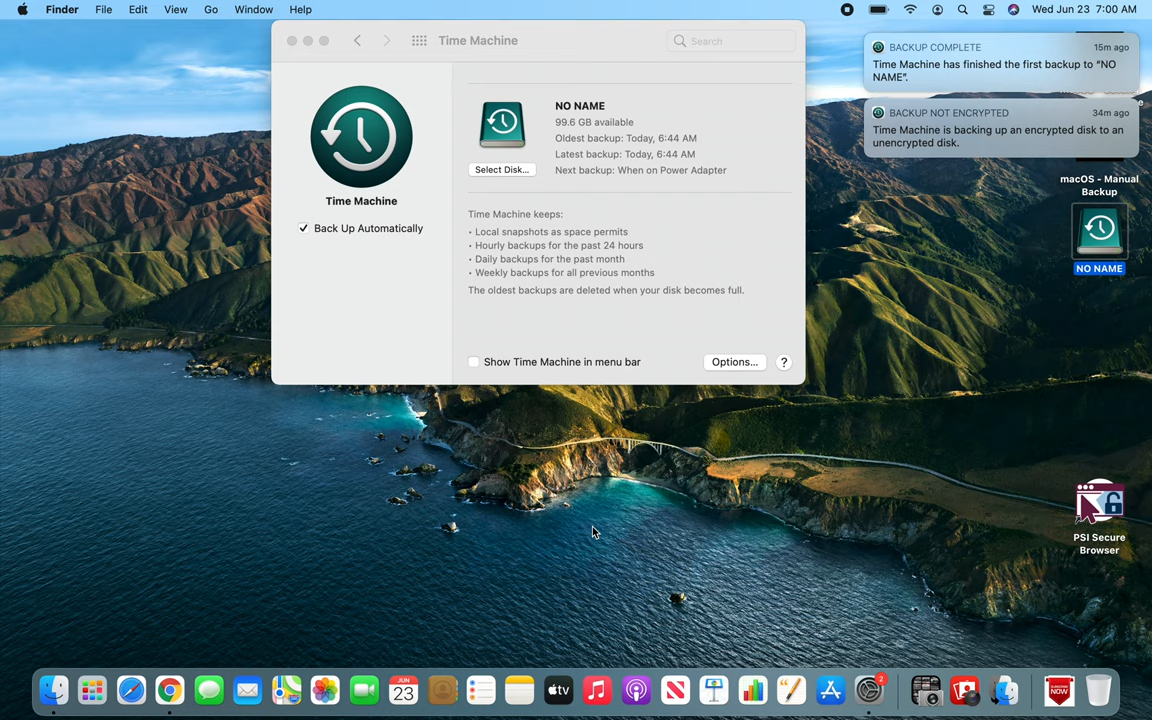 Finder File Edit View Go Window Help
Wed Jun 23 7:00 AM
Time Machine
Search
Time Machine
Back Up Automatically
NO NAME
99.6 GB available
Oldest backup: Today, 6:44 AM
Latest backup: Today, 6:44 AM
Next backup: When on Power Adapter
Select Disk...
Time Machine keeps:
• Local snapshots as space permits
• Hourly backups for the past 24 hours
• Daily backups for the past month
• Weekly backups for all previous months
The oldest backups are deleted when your disk becomes full.
Show Time Machine in menu bar
Options...
?
BACKUP COMPLETE
15m ago
Time Machine has finished the first backup to “NO
NAME”.
BACKUP NOT ENCRYPTED
34m ago
Time Machine is backing up an encrypted disk to an
unencrypted disk.
macOS - Manual
Backup
NO NAME
PSI Secure
Browser
JUN
23
tv
2
NOW